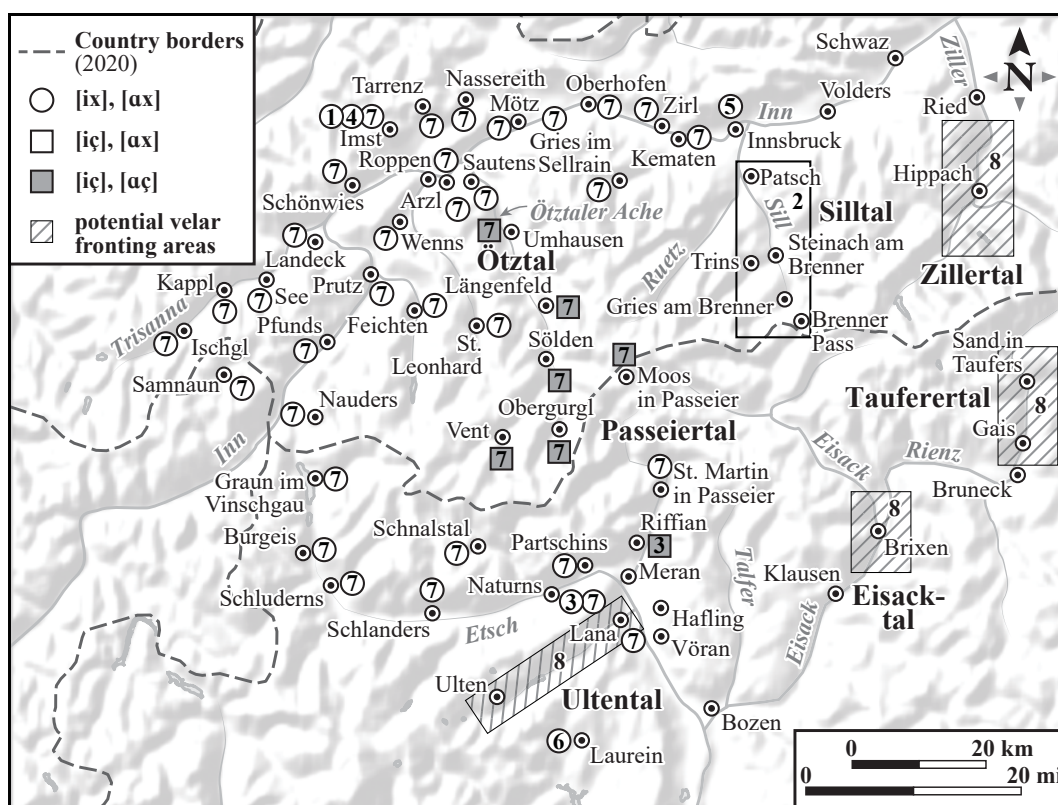 Country borders
(2020)
[ix], [ɑx]
[iç], [ɑx]
[iç], [ɑç]
potential velar
fronting areas
N
Schwaz
Ziller
Ried
Volders
Inn
Innsbruck
5
Nassereith
7
Tarrenz
7
Oberhofen
7
Mötz
7
7
Zirl
7
Kematen
7
Gries im
Sellrain
7
1 4 7
Imst
Roppen
7
Sautens
7
Arzl
7
7
Schönwies
Ötztaler Ache
7
Umhausen
Ötztal
Wenns
7
7
Landeck
Patsch
2
Sill
Silltal
Steinach am
Brenner
Trins
Ruetz
Gries am Brenner
Brenner
Pass
8
Hippach
Zillertal
Kappl
7
See
7
Prutz
7
Feichten
7
Längenfeld
7
St.
Leonhard
7
Trisanna
Ischgl
7
Pfunds
7
Samnaun
7
Sölden
7
7
Moos
in Passeier
Sand in
Taufers
Taufertal
8
Gais
Bruneck
Nauders
7
Inn
Obergurgl
7
Vent
7
Passeiertal
7
St. Martin
in Passeier
Eisack
Rienz
Graun im
Vinschgau
7
Burgeis
7
Schnalstal
7
Partschins
7
Riffian
3
Meran
Talfer
8
Brixen
Klausen
Eisack-
tal
Eisack
Schluderns
7
7
Schlanders
Naturns
3 7
Etsch
Lana
7
Hafling
Vöran
8
Ulten
Ultental
Bozen
6
Laurein
0 20 km
0 20 mi